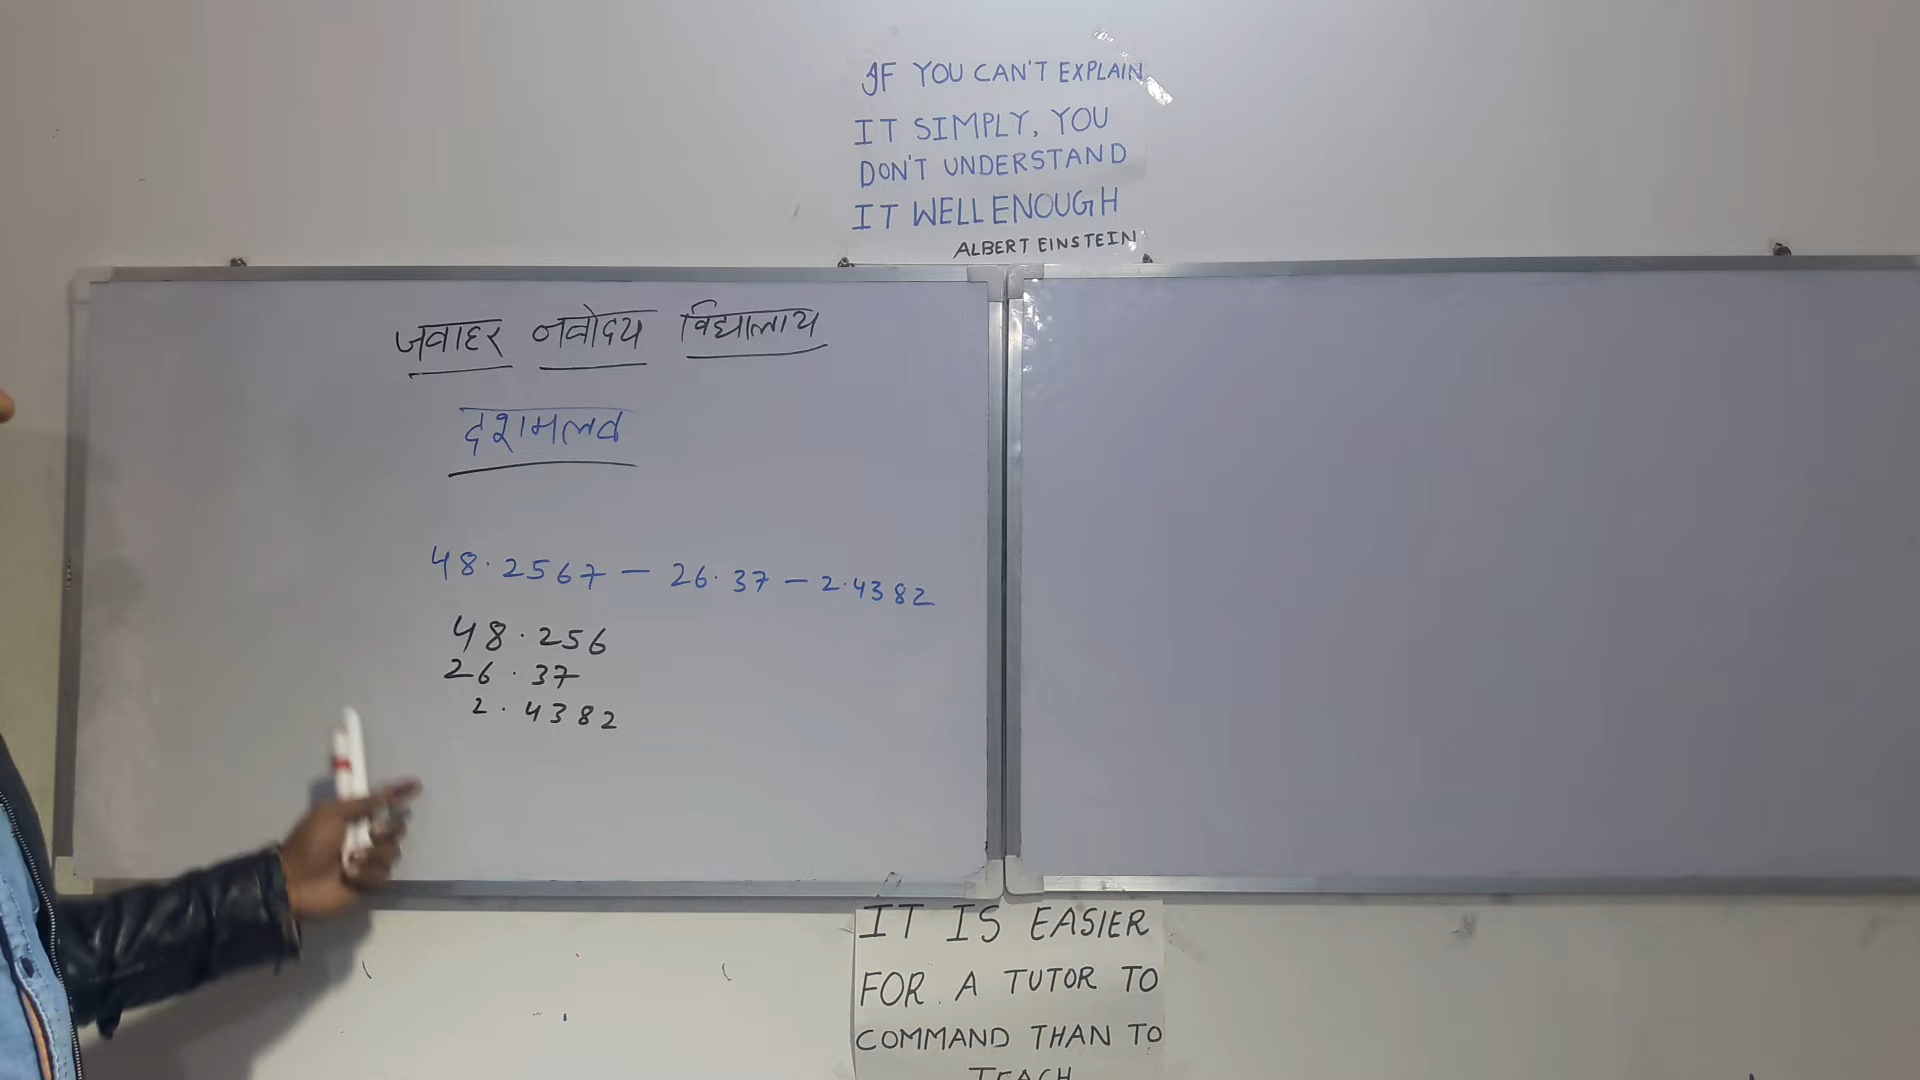 IF YOU CAN'T EXPLAIN
IT SIMPLY, YOU
DON'T UNDERSTAND
IT WELL ENOUGH
ALBERT EINSTEIN
जवाहर नवोदय विद्यालाय
दशमलव
48.2567 - 26.37 - 2.4382
48.256
26.37
2.4382
IT IS EASIER
FOR A TUTOR TO
COMMAND THAN TO
TEACH